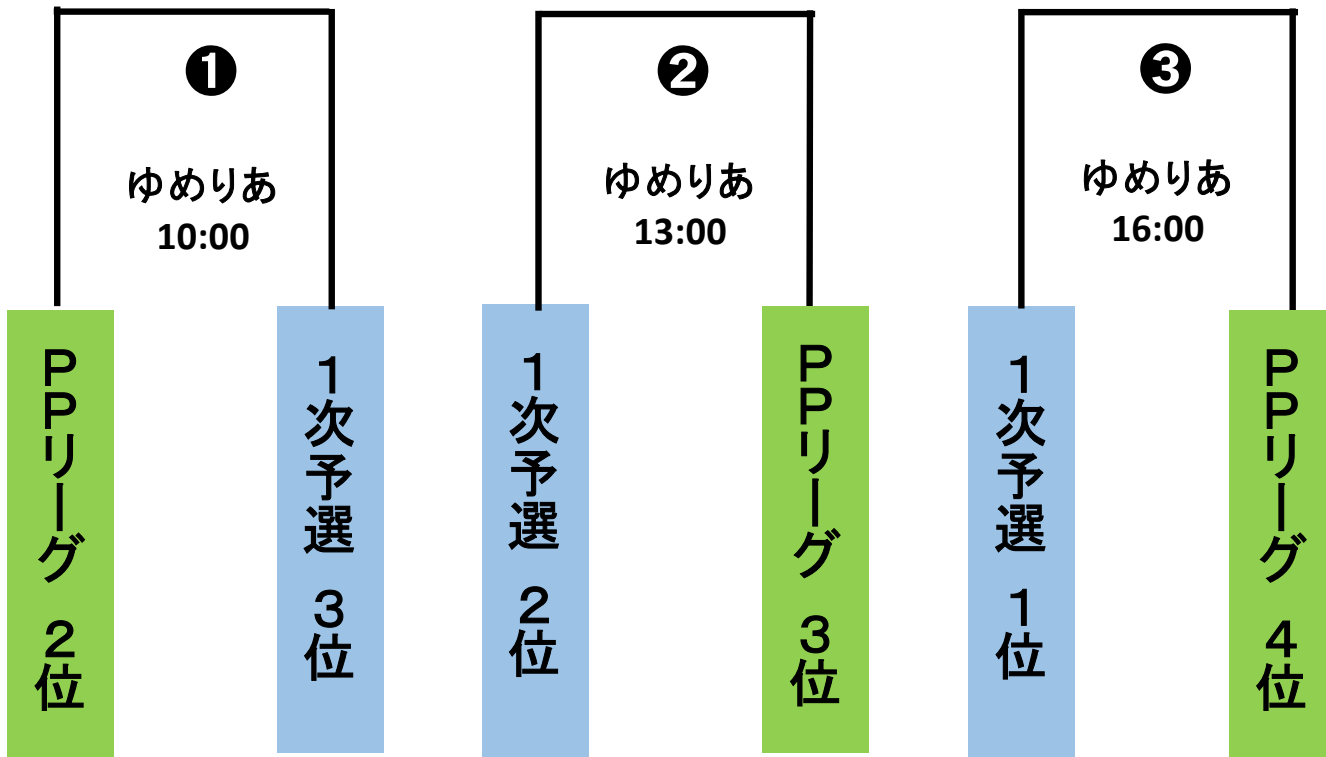 ❶
ゆめりあ
10:00
PPリーグ 2位
1次予選 3位
❷
ゆめりあ
13:00
1次予選 2位
PPリーグ 3位
❸
ゆめりあ
16:00
1次予選 1位
PPリーグ 4位